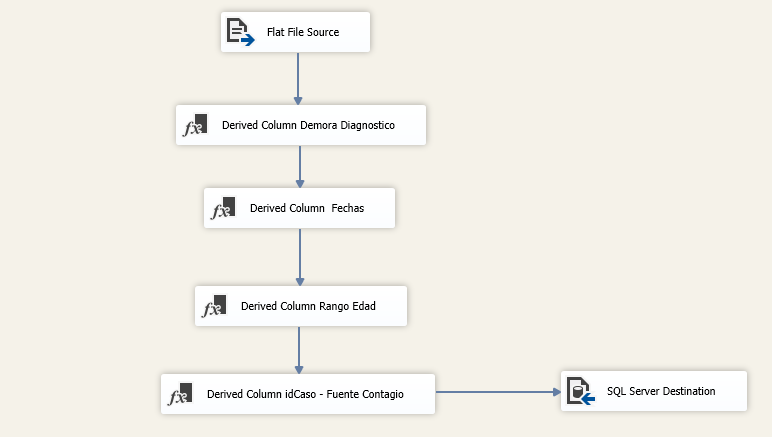 Flat File Source
Derived Column Demora Diagnostico
Derived Column  Fechas
Derived Column Rango Edad
Derived Column idCaso - Fuente Contagio
SQL Server Destination